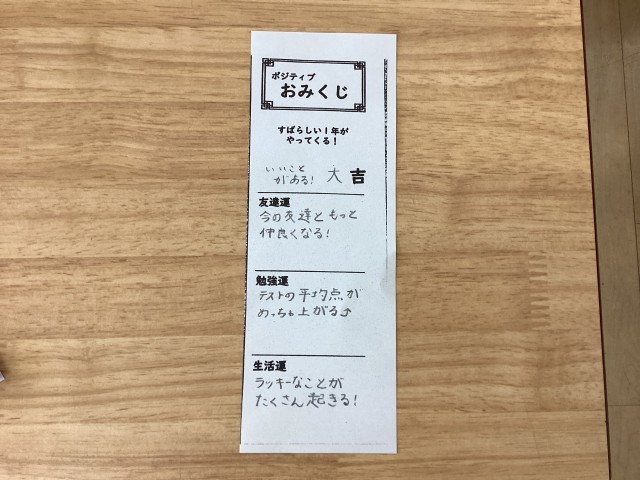 ポジティブ
おみくじ
すばらしい1年が
やってくる！
いいこと
がある! 大吉
友達運
今の友達ともっと
仲良くなる!
勉強運
テストの平均点が
めっちゃ上がる⤴
生活運
ラッキーなことが
たくさん起きる!